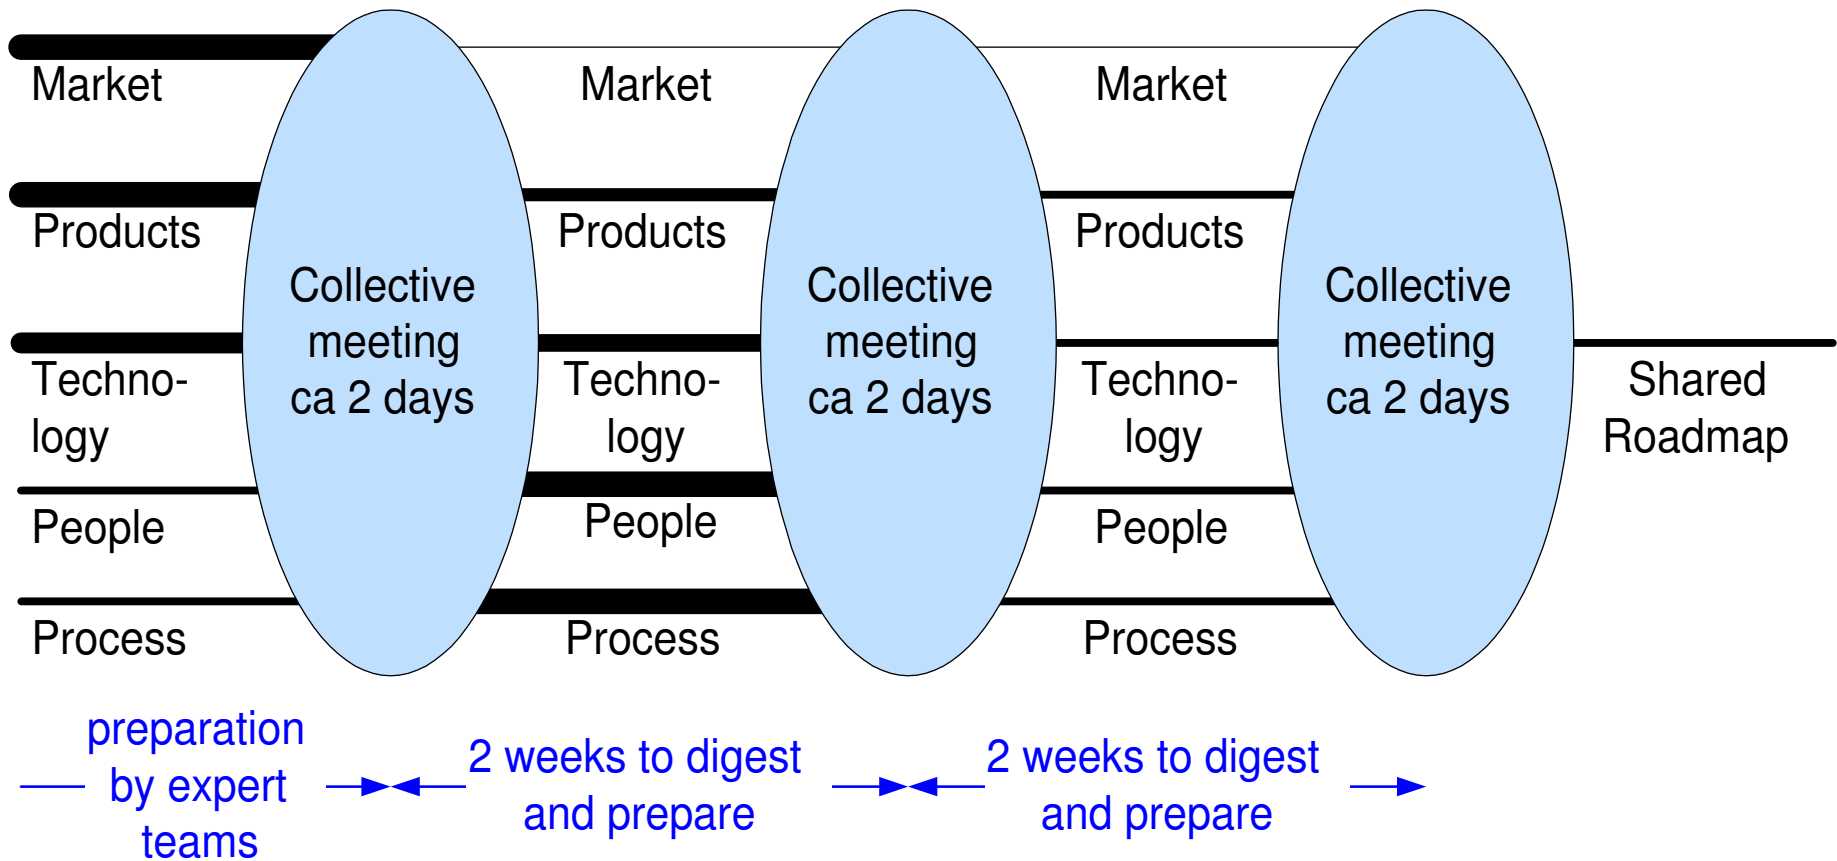 Market
Market
Market
Products
Products
Products
Collective
meeting
ca 2 days
Collective
meeting
ca 2 days
Collective
meeting
ca 2 days
Techno-
logy
Techno-
logy
Techno-
logy
Shared
Roadmap
People
People
People
Process
Process
Process
preparation
by expert
teams
2 weeks to digest
and prepare
2 weeks to digest
and prepare